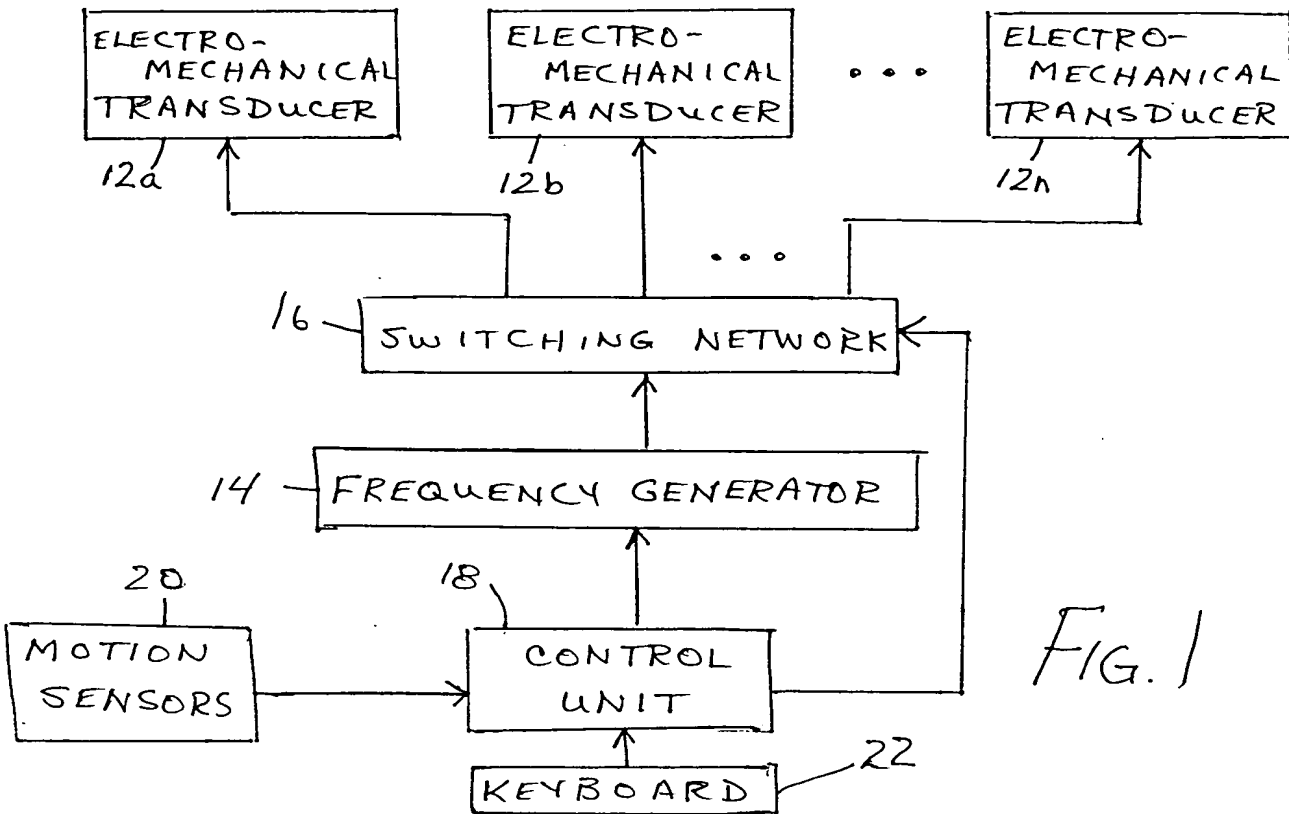 ELECTRO-
MECHANICAL
TRANSDUCER
12a
ELECTRO-
MECHANICAL
TRANSDUCER
12b
ELECTRO-
MECHANICAL
TRANSDUCER
12n
16
SWITCHING NETWORK
14
FREQUENCY GENERATOR
20
MOTION
SENSORS
18
CONTROL
UNIT
22
KEYBOARD
FIG. 1